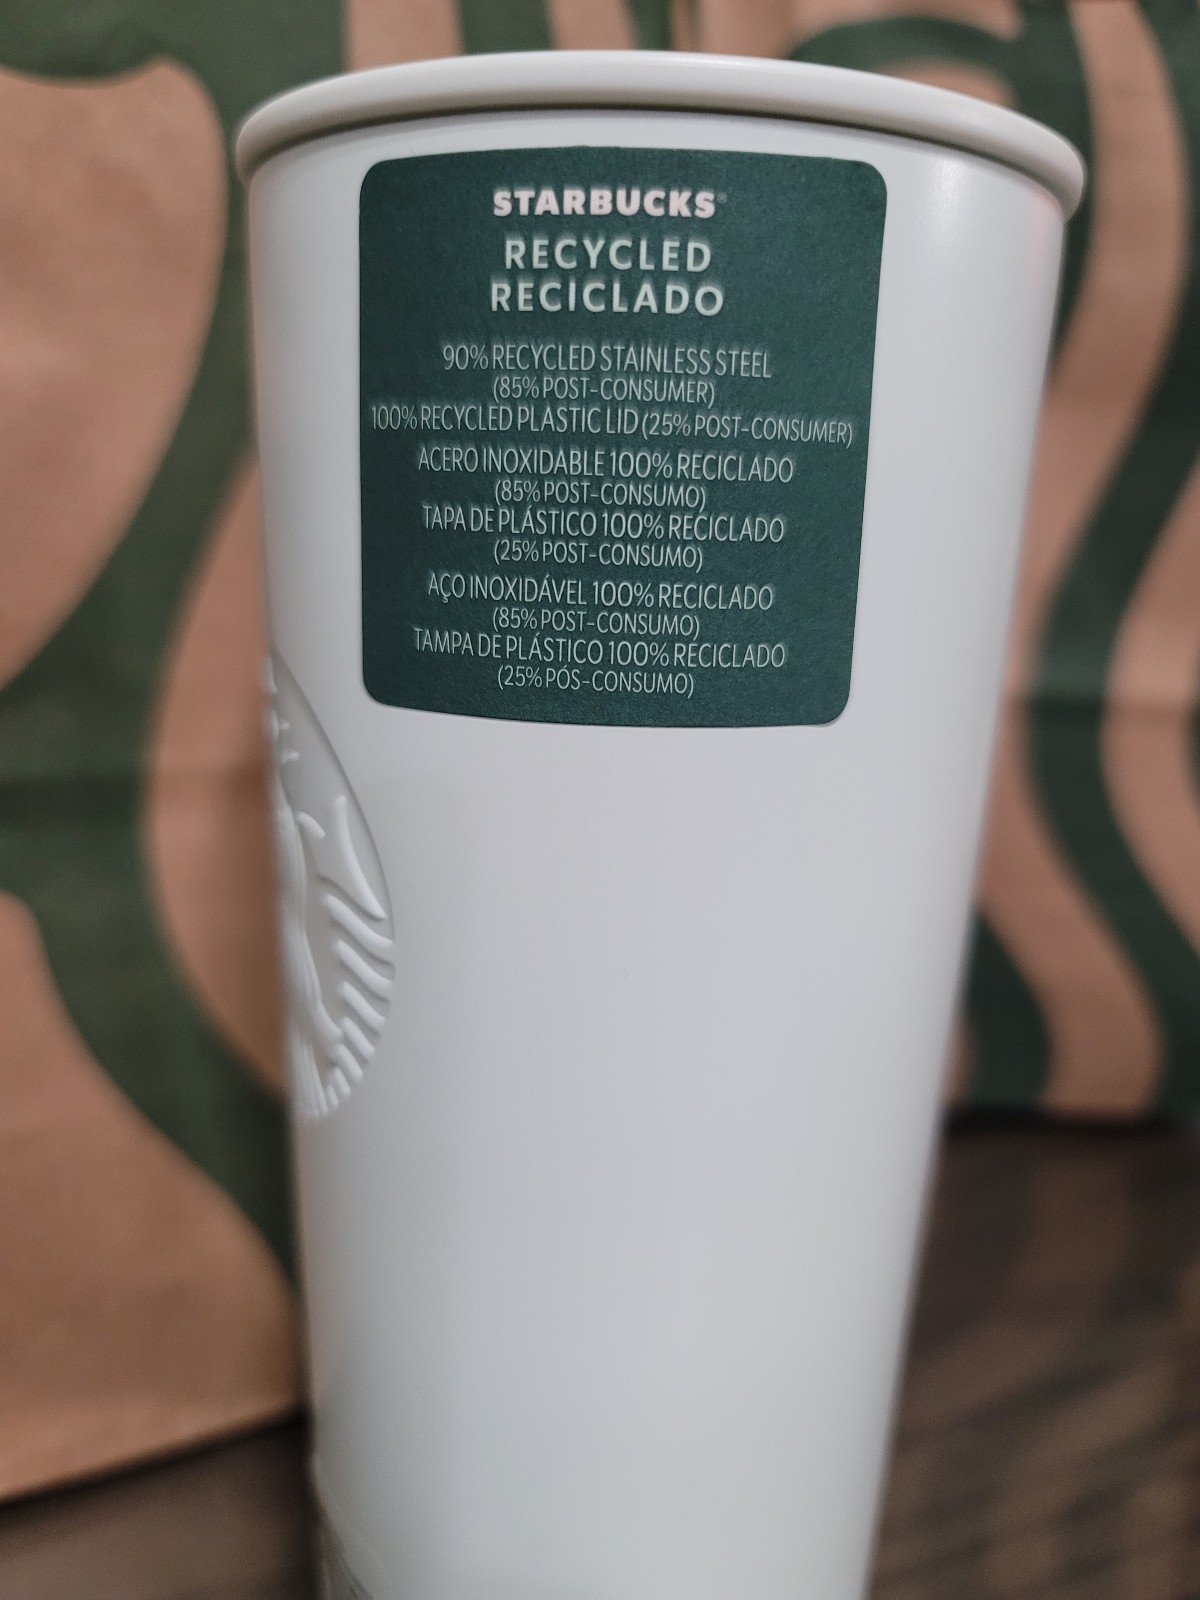 STARBUCKS®
RECYCLED
RECICLADO
90% RECYCLED STAINLESS STEEL
(85% POST-CONSUMER)
100% RECYCLED PLASTIC LID (25% POST-CONSUMER)
ACERO INOXIDABLE 100% RECICLADO
(85% POST-CONSUMO)
TAPA DE PLÁSTICO 100% RECICLADO
(25% POST-CONSUMO)
AÇO INOXIDÁVEL 100% RECICLADO
(85% POST-CONSUMO)
TAMPA DE PLÁSTICO 100% RECICLADO
(25% PÓS-CONSUMO)